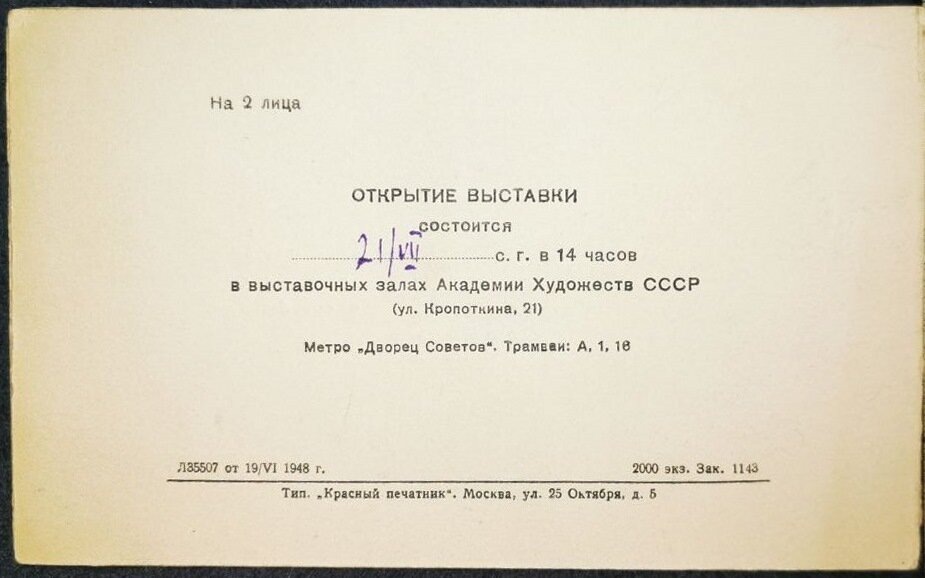 На 2 лица
ОТКРЫТИЕ ВЫСТАВКИ
состоится
21/VII с. г. в 14 часов
в выставочных залах Академии Художеств СССР
(ул. Кропоткина, 21)
Метро „Дворец Советов“. Трамваи: А, 1, 16
Л35507 от 19/VI 1948 г. 2000 экз. Зак. 1143
Тип. „Красный печатник“. Москва, ул. 25 Октября, д. 5